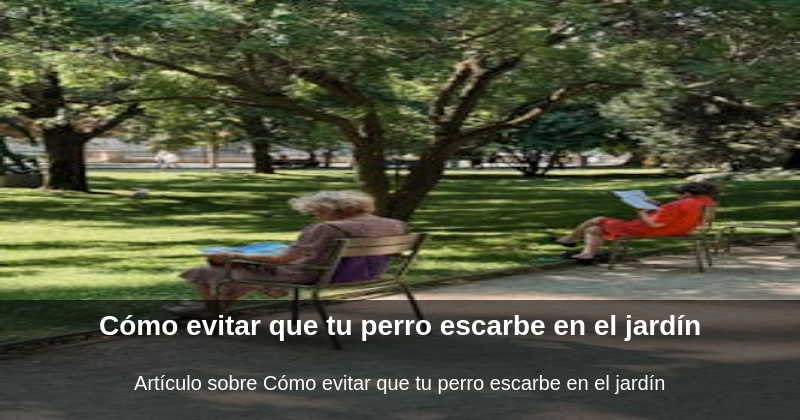 Cómo evitar que tu perro escarbe en el jardín
Artículo sobre Cómo evitar que tu perro escarbe en el jardín